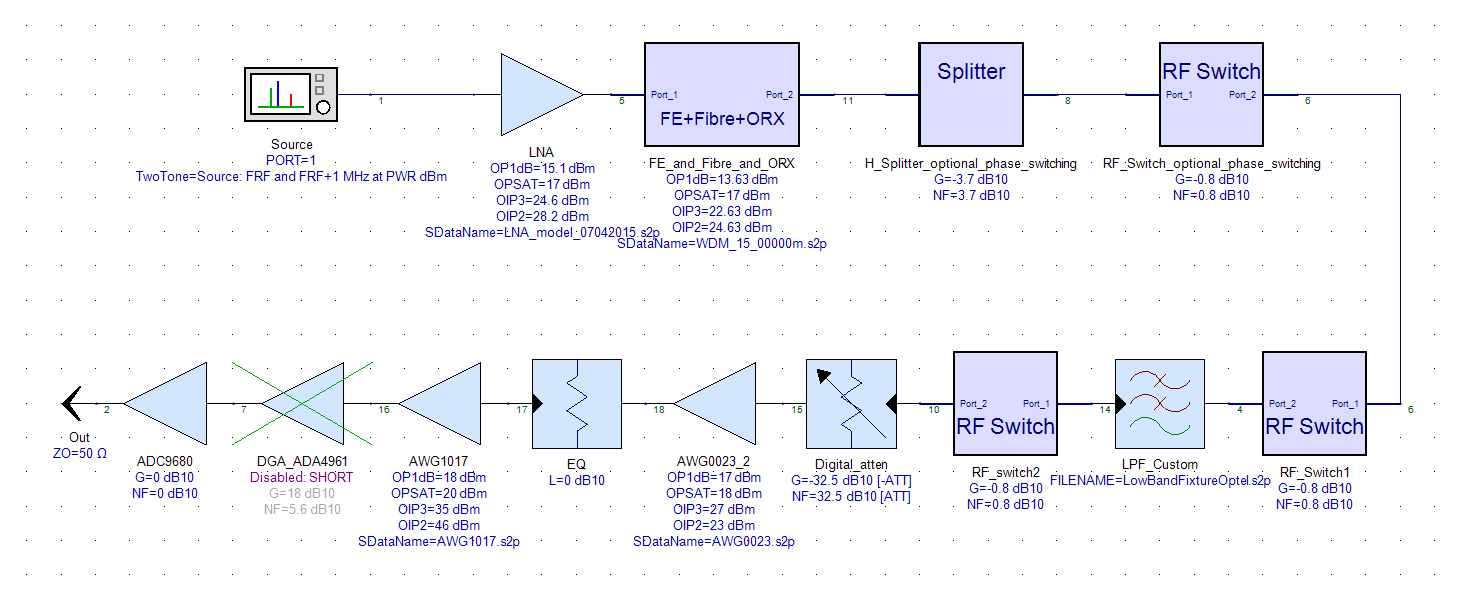 1
5
Port_1
Port_2
FE+Fibre+ORX
11
Splitter
8
RF Switch
Port_1
Port_2
6
Source
PORT=1
TwoTone=Source: FRF and FRF+1 MHz at PWR dBm
LNA
OP1dB=15.1 dBm
OPSAT=17 dBm
OIP3=24.6 dBm
OIP2=28.2 dBm
SDataName=LNA_model_07042015.s2p
FE_and_Fibre_and_ORX
OP1dB=13.63 dBm
OPSAT=17 dBm
OIP3=22.63 dBm
OIP2=24.63 dBm
SDataName=WDM_15_00000m.s2p
H_Splitter_optional_phase_switching
G=-3.7 dB10
NF=3.7 dB10
RF_Switch_optional_phase_switching
G=-0.8 dB10
NF=0.8 dB10
2
7
16
17
18
15
10
Port_2
Port_1
RF Switch
14
4
Port_2
Port_1
RF Switch
6
Out
ZO=50 Ω
ADC9680
G=0 dB10
NF=0 dB10
DGA_ADA4961
Disabled: SHORT
G=18 dB10
NF=5.6 dB10
AWG1017
OP1dB=18 dBm
OPSAT=20 dBm
OIP3=35 dBm
OIP2=46 dBm
SDataName=AWG1017.s2p
EQ
L=0 dB10
AWG0023_2
OP1dB=17 dBm
OPSAT=18 dBm
OIP3=27 dBm
OIP2=23 dBm
SDataName=AWG0023.s2p
Digital_atten
G=-32.5 dB10 [-ATT]
NF=32.5 dB10 [ATT]
RF_switch2
G=-0.8 dB10
NF=0.8 dB10
LPF_Custom
FILENAME=LowBandFixtureOptel.s2p
RF_Switch1
G=-0.8 dB10
NF=0.8 dB10